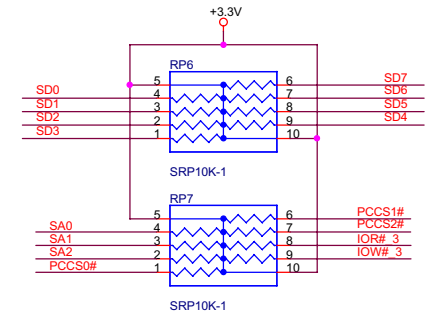 +3.3V
RP6
5 6 SD7
SD0 4 7 SD6
SD1 3 8 SD5
SD2 2 9 SD4
SD3 1 10
SRP10K-1
RP7
5 6 PCCS1#
SA0 4 7 PCCS2#
SA1 3 8 IOR#_3
SA2 2 9 IOW#_3
PCCS0# 1 10
SRP10K-1